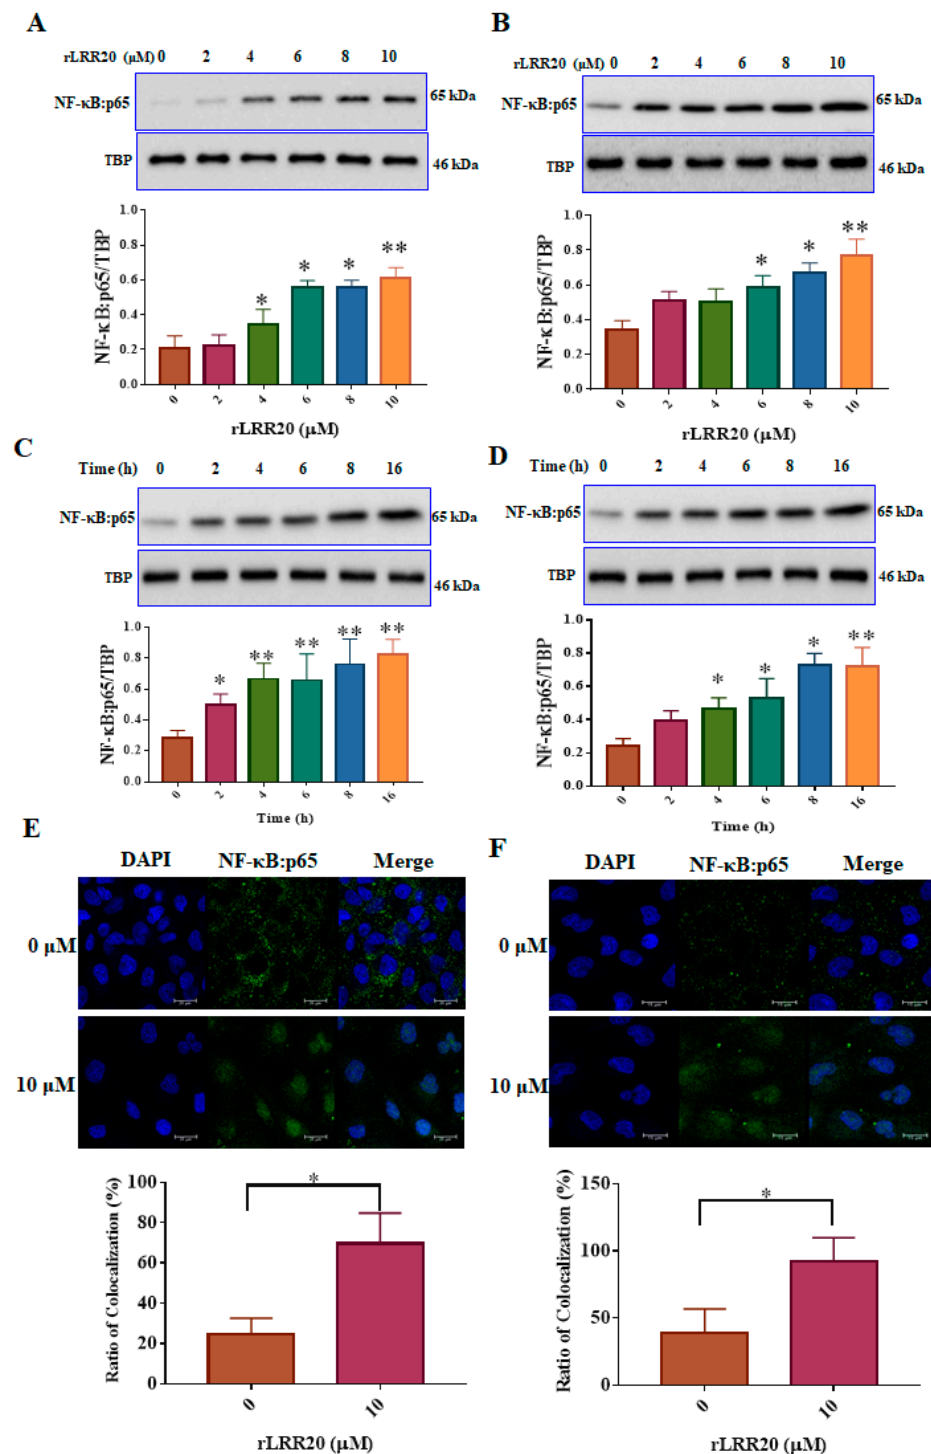 A
rLRR20 (μM) 0 2 4 6 8 10
NF-κB:p65 65 kDa
TBP 46 kDa
NF-κB:p65/TBP
1.0
0.8
0.6
0.4
0.2
0.0
* * * **
0 2 4 6 8 10
rLRR20 (μM)
B
rLRR20 (μM) 0 2 4 6 8 10
NF-κB:p65 65 kDa
TBP 46 kDa
NF-κB:p65/TBP
1.0
0.8
0.6
0.4
0.2
0.0
* * **
0 2 4 6 8 10
rLRR20 (μM)
C
Time (h) 0 2 4 6 8 16
NF-κB:p65 65 kDa
TBP 46 kDa
NF-κB:p65/TBP
1.0
0.8
0.6
0.4
0.2
0.0
* ** ** ** **
0 2 4 6 8 16
Time (h)
D
Time (h) 0 2 4 6 8 16
NF-κB:p65 65 kDa
TBP 46 kDa
NF-κB:p65/TBP
1.0
0.8
0.6
0.4
0.2
0.0
* * * **
0 2 4 6 8 16
Time (h)
E
DAPI NF-κB:p65 Merge
0 μM
10 μM
Ratio of Colocalization (%)
100
80
60
40
20
0
*
0 10
rLRR20 (μM)
F
DAPI NF-κB:p65 Merge
0 μM
10 μM
Ratio of Colocalization (%)
150
100
50
0
*
0 10
rLRR20 (μM)